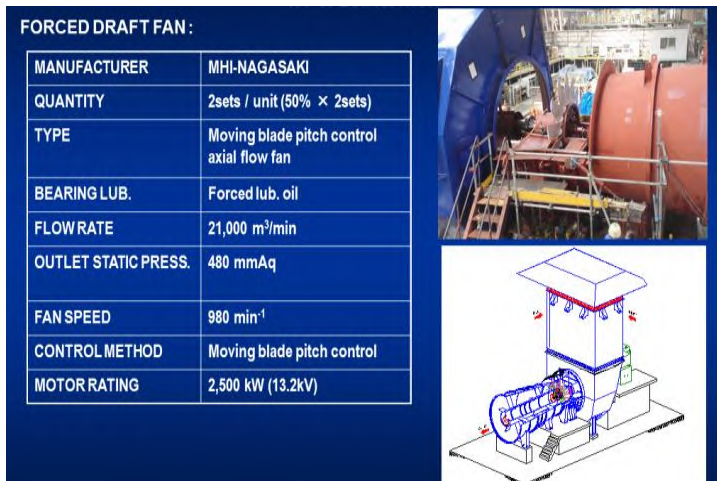 FORCED DRAFT FAN :
MANUFACTURER MHI-NAGASAKI
QUANTITY 2sets / unit (50% × 2sets)
TYPE Moving blade pitch control
axial flow fan
BEARING LUB. Forced lub. oil
FLOW RATE 21,000 m³/min
OUTLET STATIC PRESS. 480 mmAq
FAN SPEED 980 min⁻¹
CONTROL METHOD Moving blade pitch control
MOTOR RATING 2,500 kW (13.2kV)